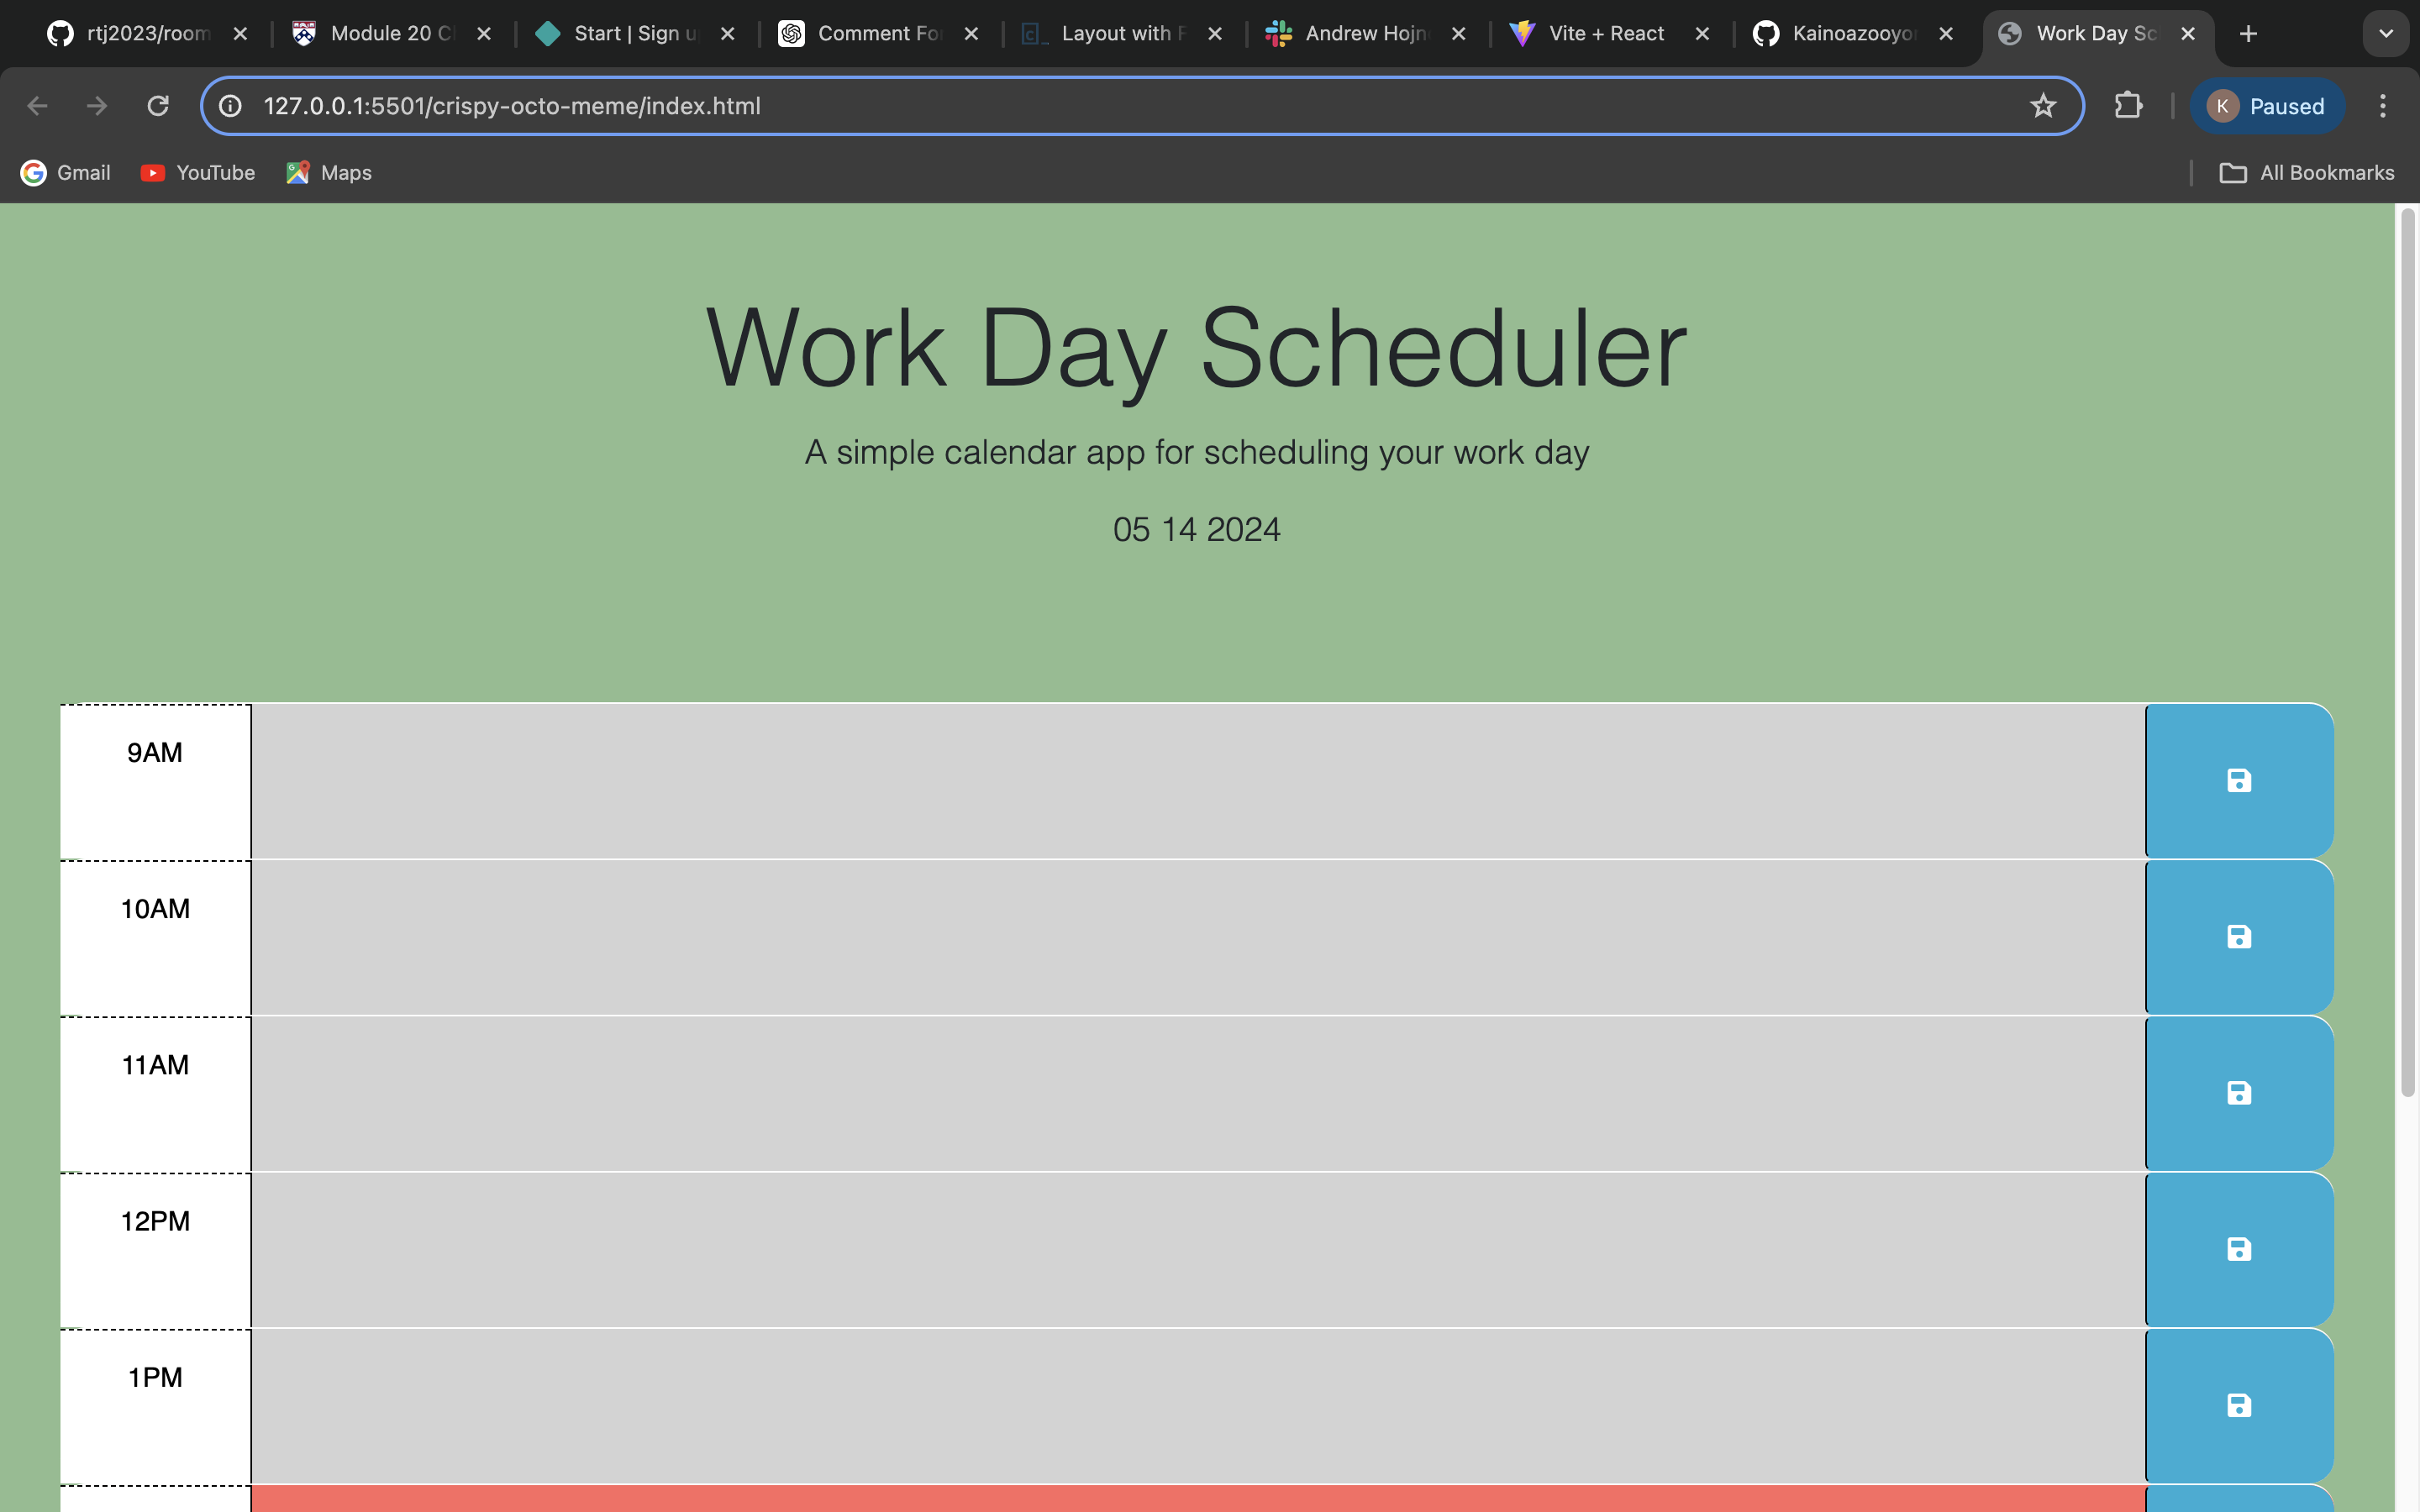 rtj2023/room
Module 20 C
Start | Sign u
Comment For
Layout with F
Andrew Hojn
Vite + React
Kainoazooyo
Work Day Sc
127.0.0.1:5501/crispy-octo-meme/index.html
K Paused
Gmail
YouTube
Maps
All Bookmarks
Work Day Scheduler
A simple calendar app for scheduling your work day
05 14 2024
9AM
10AM
11AM
12PM
1PM